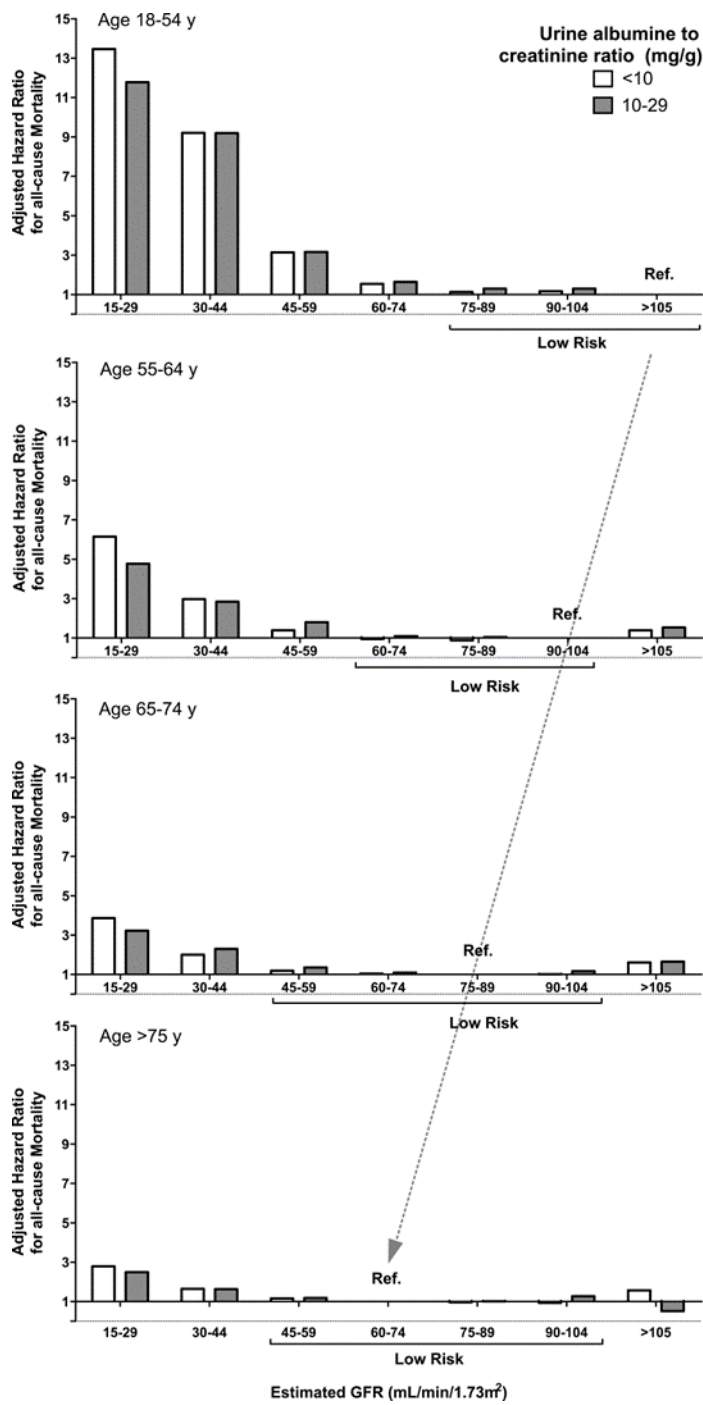 Age 18-54 y
Urine albumine to
creatinine ratio (mg/g)
<10
10-29
Adjusted Hazard Ratio
for all-cause Mortality
15
13
11
9
7
5
3
1
Ref.
15-29 30-44 45-59 60-74 75-89 90-104 >105
Low Risk
Age 55-64 y
Adjusted Hazard Ratio
for all-cause Mortality
15
13
11
9
7
5
3
1
Ref.
15-29 30-44 45-59 60-74 75-89 90-104 >105
Low Risk
Age 65-74 y
Adjusted Hazard Ratio
for all-cause Mortality
15
13
11
9
7
5
3
1
Ref.
15-29 30-44 45-59 60-74 75-89 90-104 >105
Low Risk
Age >75 y
Adjusted Hazard Ratio
for all-cause Mortality
15
13
11
9
7
5
3
1
Ref.
15-29 30-44 45-59 60-74 75-89 90-104 >105
Low Risk
Estimated GFR (mL/min/1.73m²)